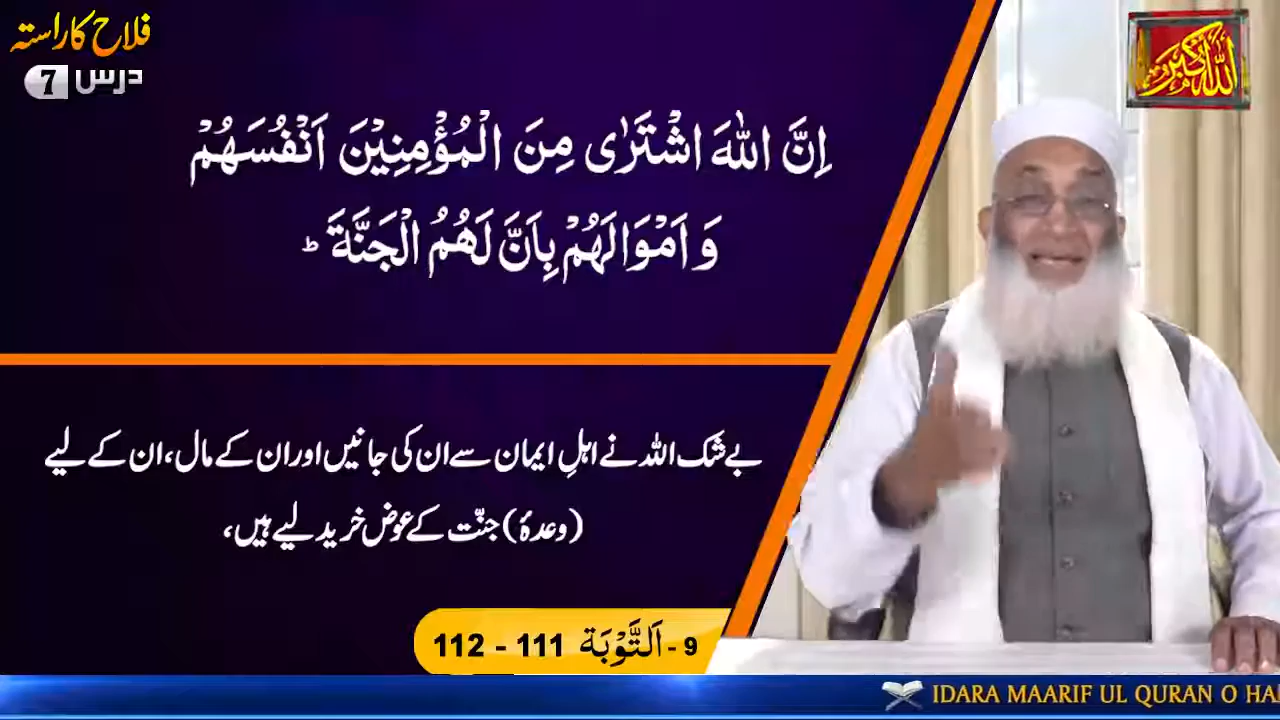 فلاح کا راستہ
درس 7
اللہ اکبر
اِنَّ اللّٰہَ اشْتَرٰی مِنَ الْمُؤْمِنِیْنَ اَنْفُسَہُمْ
وَ اَمْوَالَہُمْ بِاَنَّ لَہُمُ الْجَنَّۃَ ؕ
بے شک اللہ نے اہلِ ایمان سے ان کی جانیں اور ان کے مال، ان کے لیے
(وعدۂ) جنّت کے عوض خرید لیے ہیں،
9 - اَلتَّوْبَة 111 - 112
IDARA MAARIF UL QURAN O HA